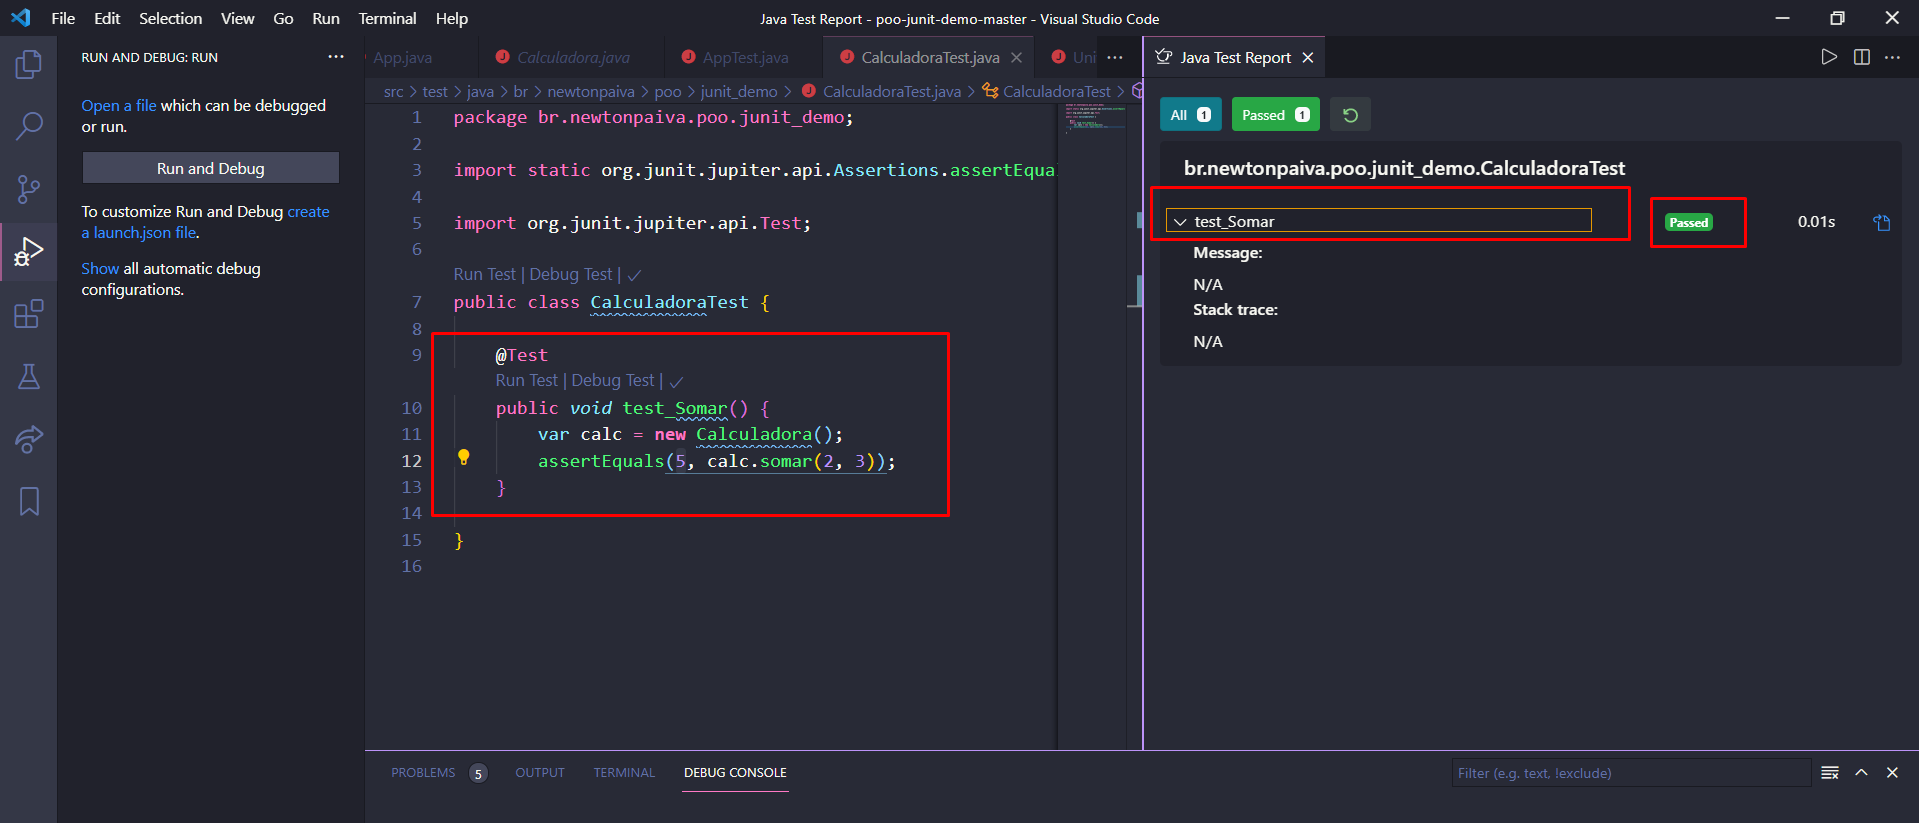 File Edit Selection View Go Run Terminal Help
Java Test Report - poo-junit-demo-master - Visual Studio Code
RUN AND DEBUG: RUN
Open a file which can be debugged
or run.
Run and Debug
To customize Run and Debug create
a launch.json file.
Show all automatic debug
configurations.
App.java Calculadora.java AppTest.java CalculadoraTest.java Uni
src > test > java > br > newtonpaiva > poo > junit_demo > CalculadoraTest.java > CalculadoraTest >
1 package br.newtonpaiva.poo.junit_demo;
2
3 import static org.junit.jupiter.api.Assertions.assertEqua
4
5 import org.junit.jupiter.api.Test;
6
Run Test | Debug Test | ✓
7 public class CalculadoraTest {
8
9 @Test
Run Test | Debug Test | ✓
10 public void test_Somar() {
11 var calc = new Calculadora();
12 assertEquals(5, calc.somar(2, 3));
13 }
14
15 }
16
Java Test Report
All 1 Passed 1
br.newtonpaiva.poo.junit_demo.CalculadoraTest
test_Somar Passed 0.01s
Message:
N/A
Stack trace:
N/A
PROBLEMS 5 OUTPUT TERMINAL DEBUG CONSOLE
Filter (e.g. text, !exclude)